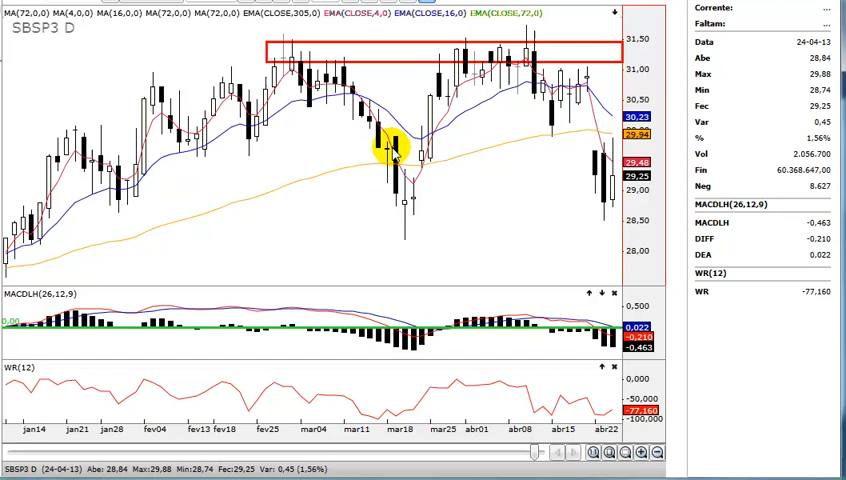 MA(72,0,0) MA(4,0,0) MA(16,0,0) MA(72,0,0) MA(72,0,0) EMA(CLOSE,305,0) EMA(CLOSE,4,0) EMA(CLOSE,16,0) EMA(CLOSE,72,0)
SBSP3 D
31,50
31,00
30,50
30,23
29,94
29,48
29,25
29,00
28,50
28,00
MACDLH(26,12,9)
0,500
0,00
0,022
-0,210
-0,463
WR(12)
0,000
-50,000
-77,160
-100,000
jan14 jan21 jan28 fev04 fev13 fev18 fev25 mar04 mar11 mar18 mar25 abr01 abr08 abr15 abr22
SBSP3 D (24-04-13) Abe: 28,84 Max:29,88 Min:28,74 Fec:29,25 Var: 0,45 (1,56%)
Corrente: ...
Faltam: ...
Data 24-04-13
Abe 28,84
Max 29,88
Min 28,74
Fec 29,25
Var 0,45
% 1,56%
Vol 2.056.700
Fin 60.368.647,00
Neg 8.627
MACDLH(26,12,9)
MACDLH -0,463
DIFF -0,210
DEA 0,022
WR(12)
WR -77,160